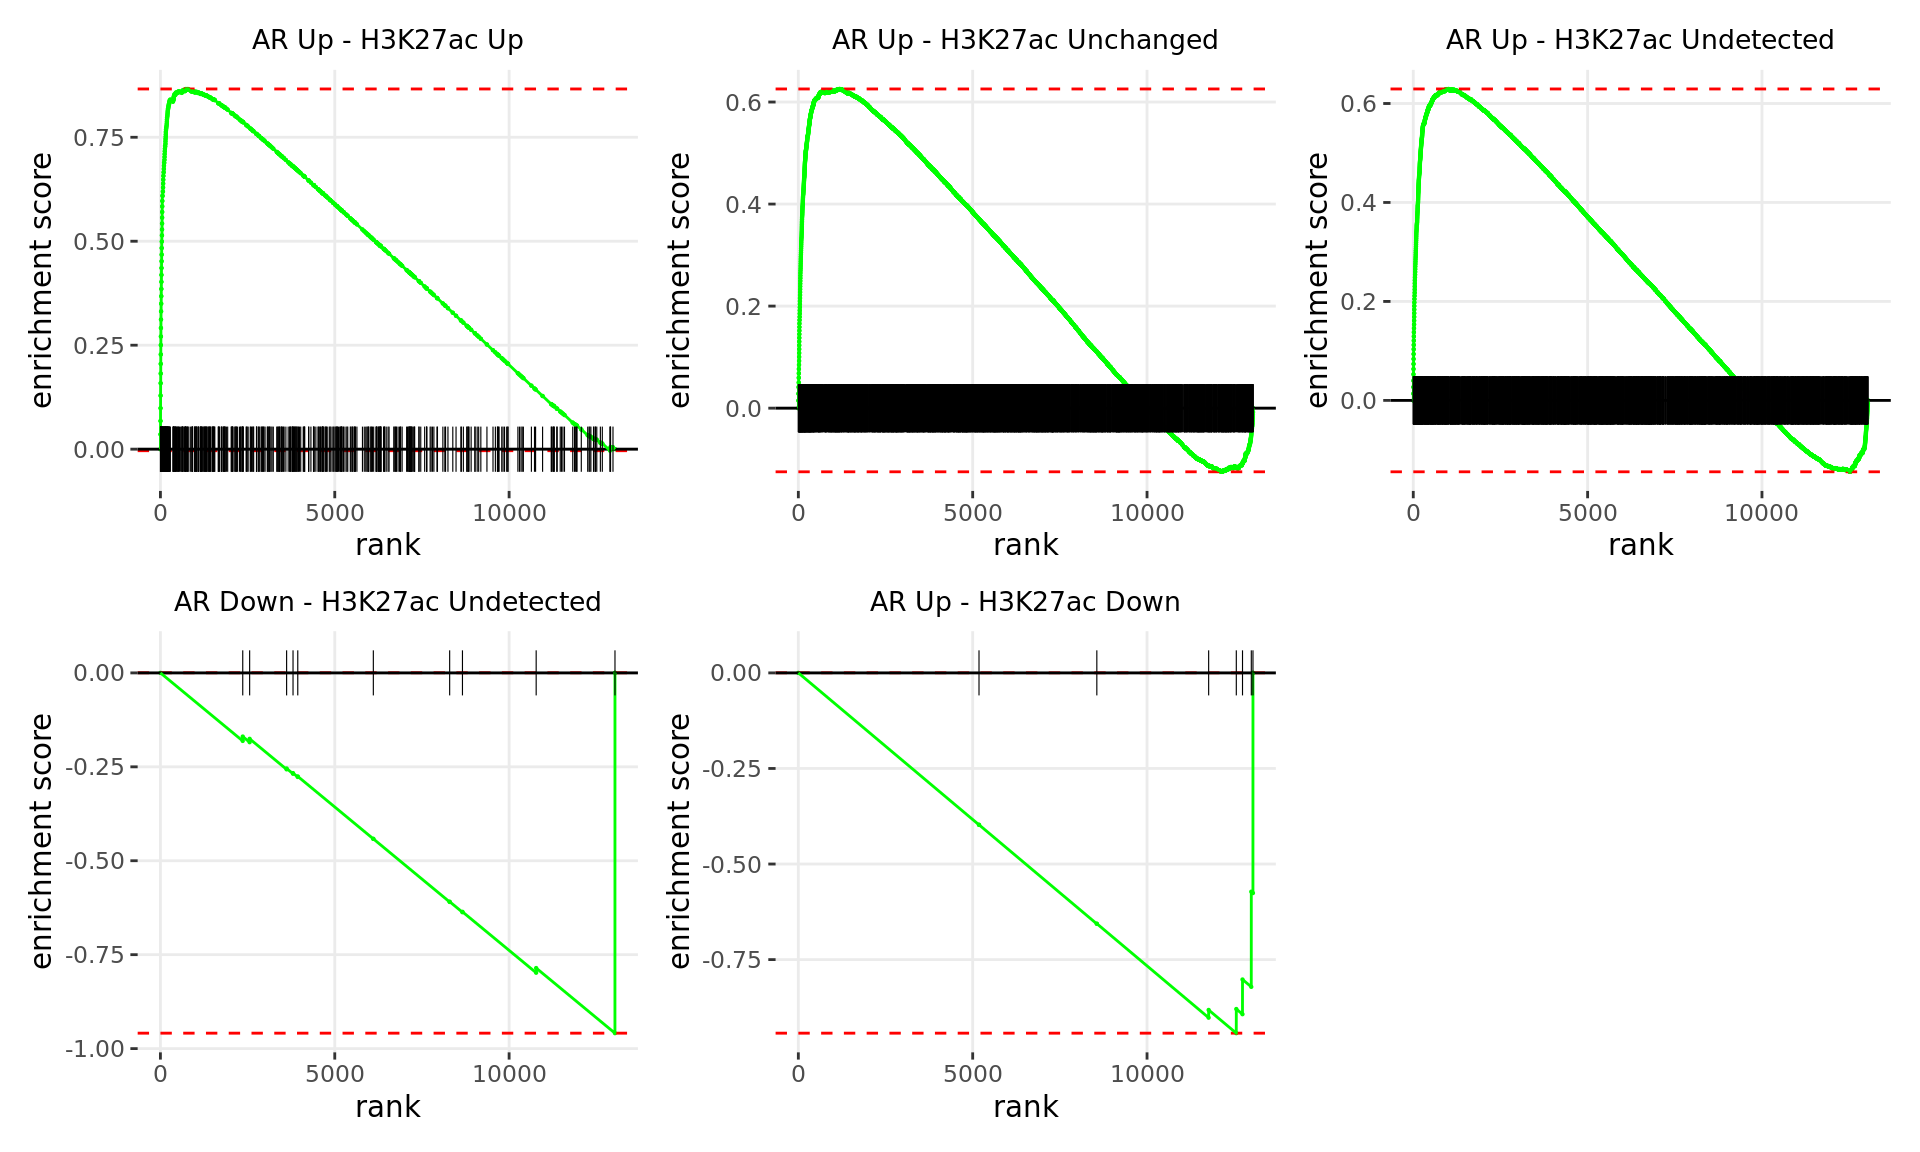 AR Up - H3K27ac Up
enrichment score
0.75
0.50
0.25
0.00
0 5000 10000
rank
AR Up - H3K27ac Unchanged
enrichment score
0.6
0.4
0.2
0.0
0 5000 10000
rank
AR Up - H3K27ac Undetected
enrichment score
0.6
0.4
0.2
0.0
0 5000 10000
rank
AR Down - H3K27ac Undetected
enrichment score
0.00
-0.25
-0.50
-0.75
-1.00
0 5000 10000
rank
AR Up - H3K27ac Down
enrichment score
0.00
-0.25
-0.50
-0.75
0 5000 10000
rank